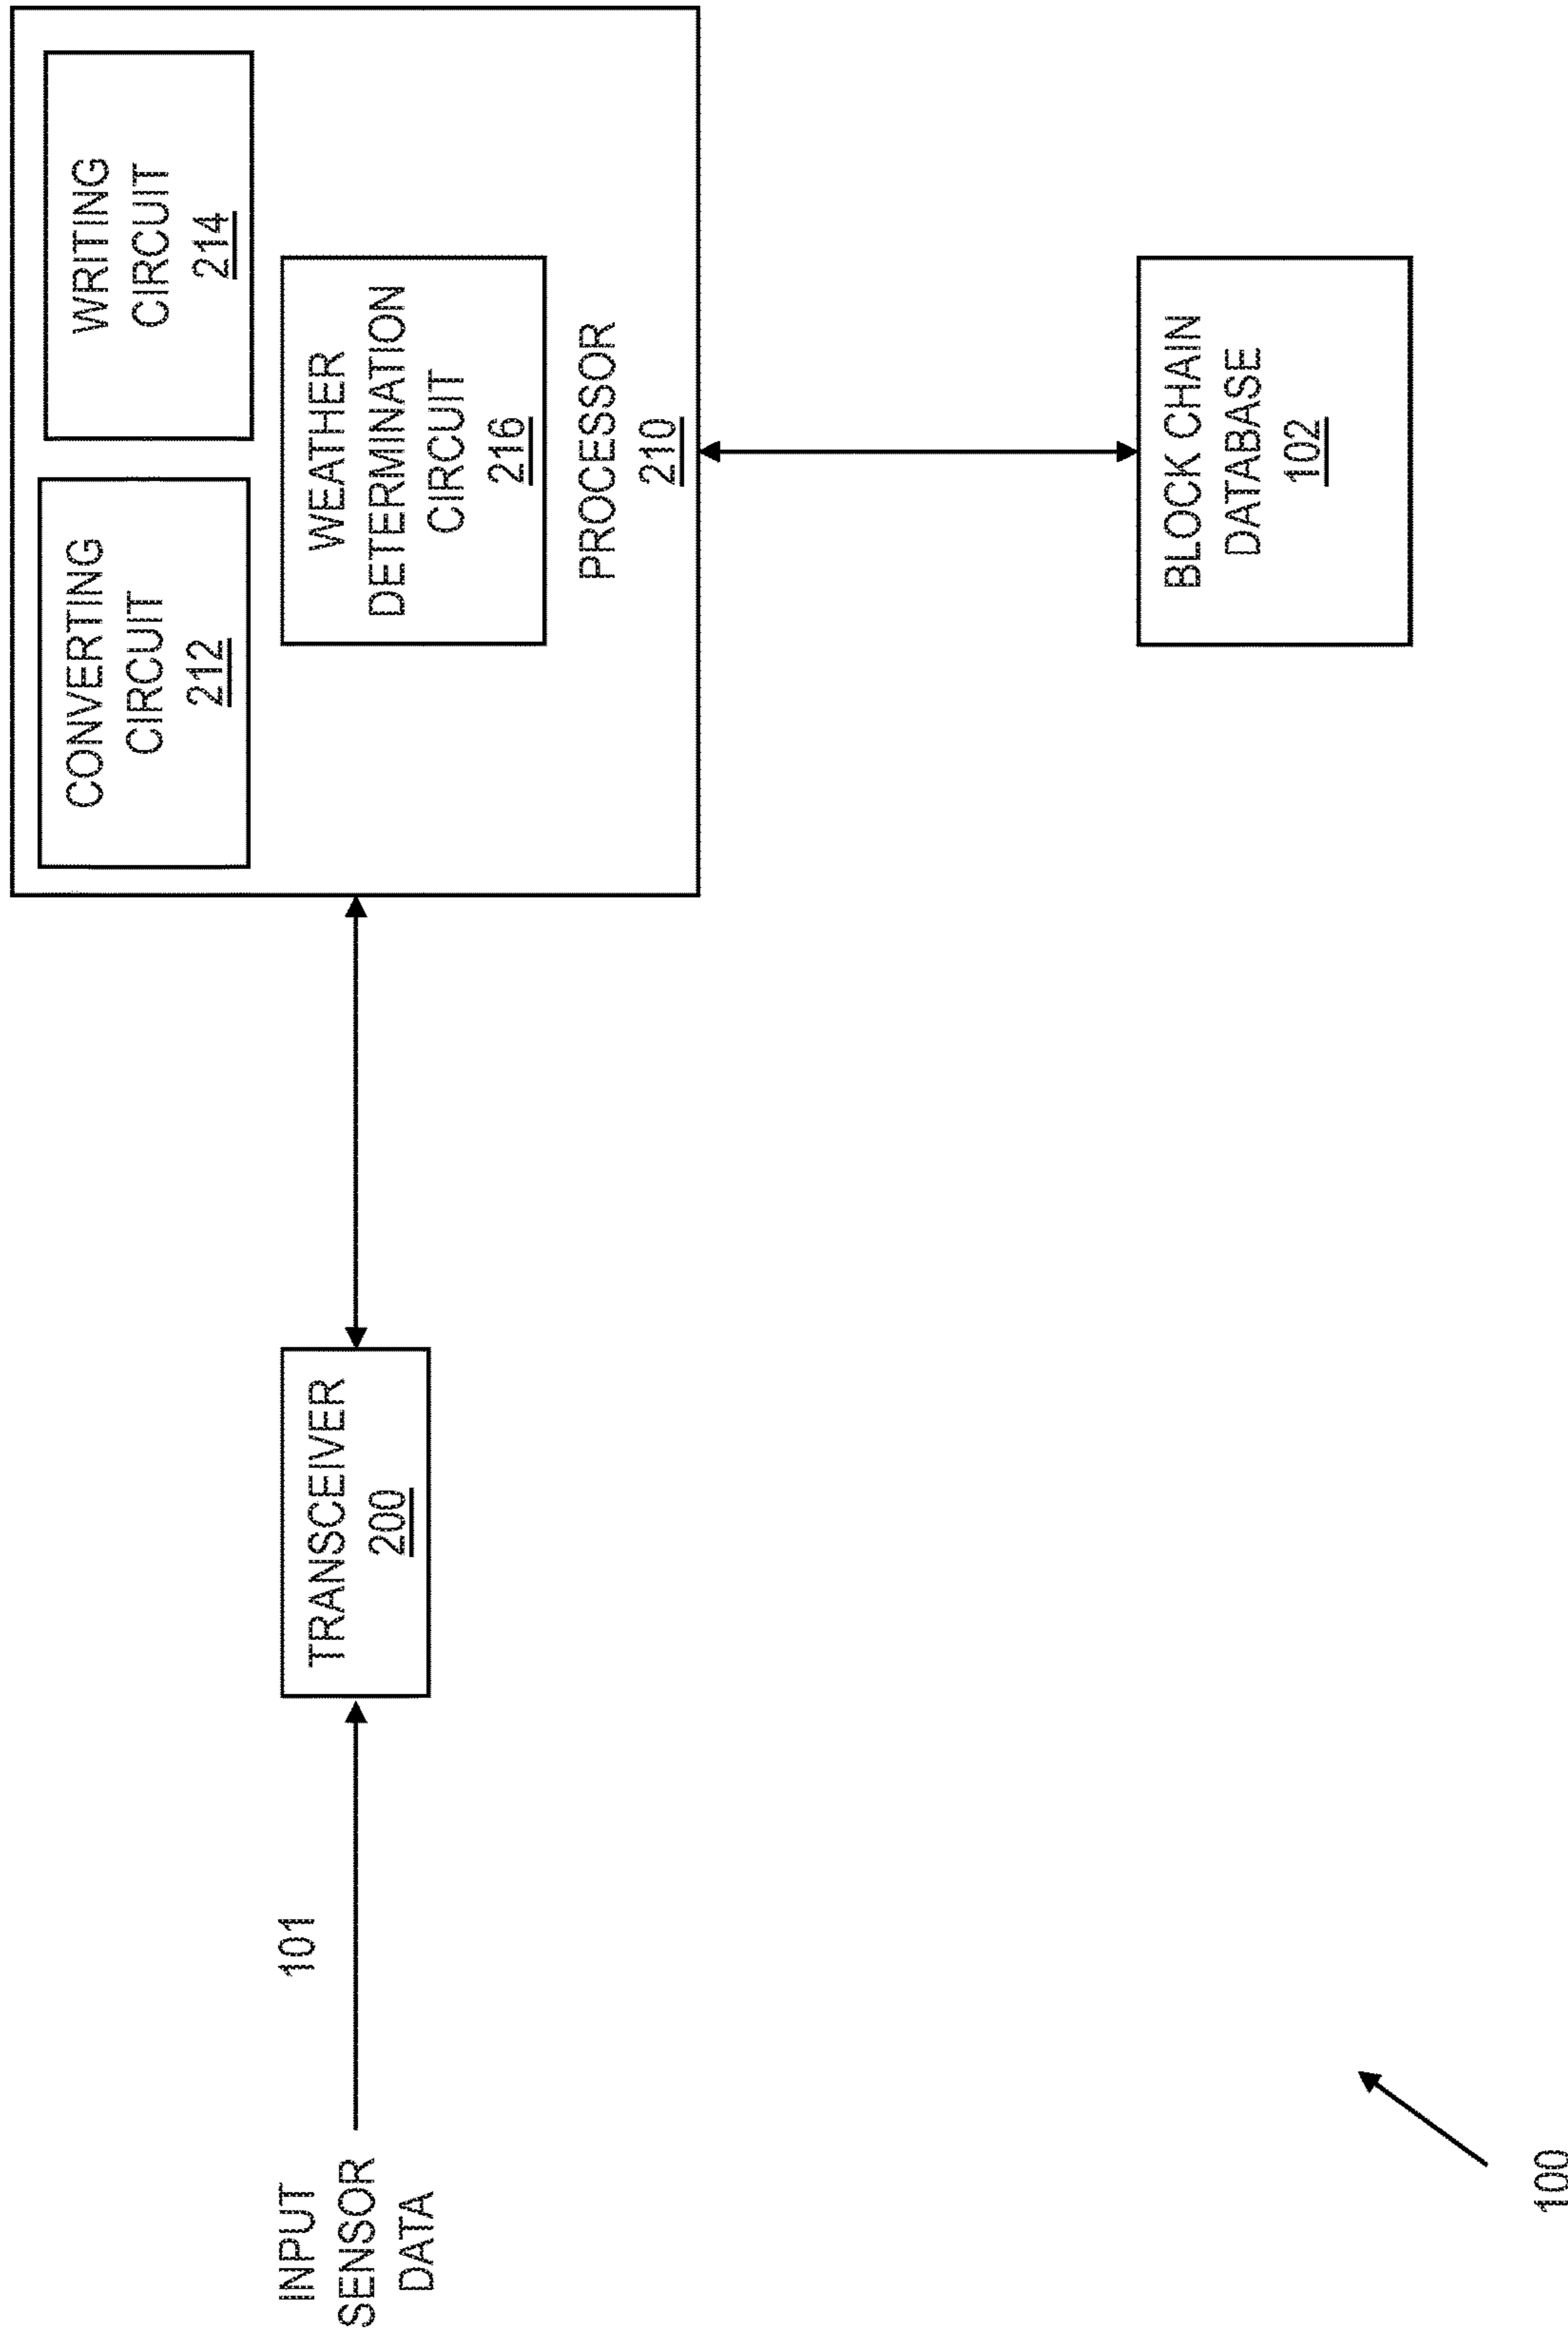 INPUT
SENSOR
DATA
101
TRANSCEIVER
200
CONVERTING
CIRCUIT
212
WRITING
CIRCUIT
214
WEATHER
DETERMINATION
CIRCUIT
216
PROCESSOR
210
BLOCK CHAIN
DATABASE
102
100